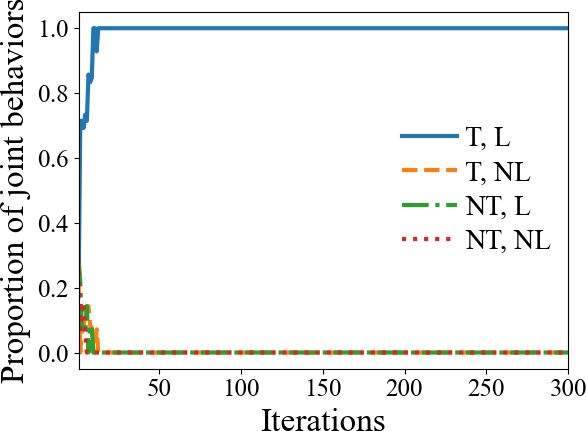 Proportion of joint behaviors
1.0
0.8
0.6
0.4
0.2
0.0
T, L
T, NL
NT, L
NT, NL
50 100 150 200 250 300
Iterations